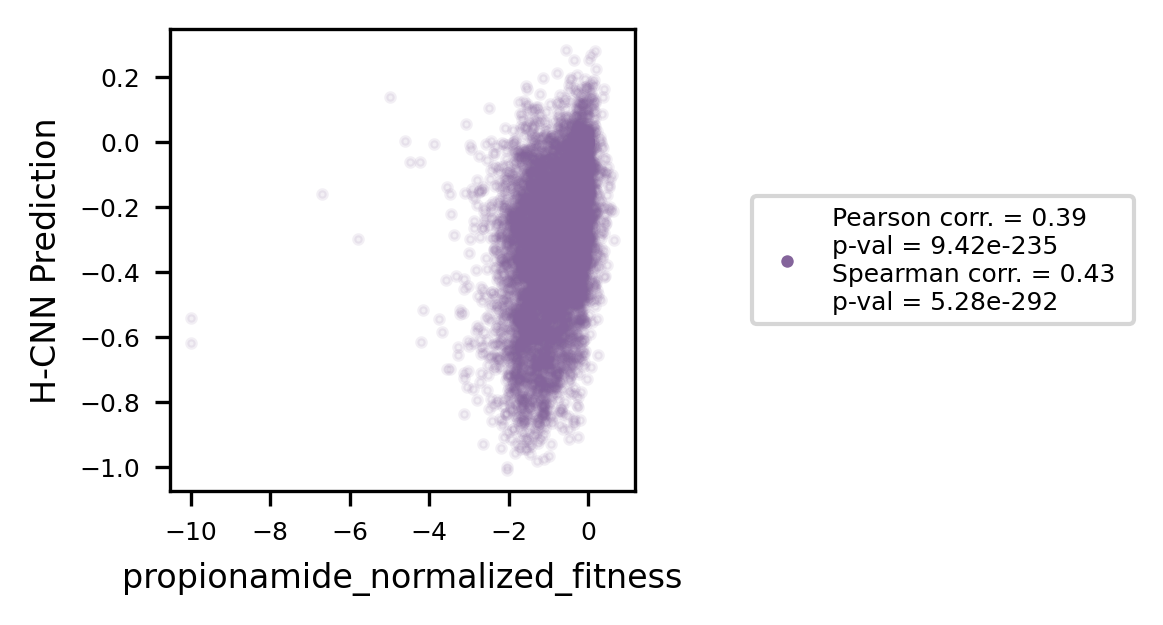 H-CNN Prediction
0.2
0.0
−0.2
−0.4
−0.6
−0.8
−1.0
−10 −8 −6 −4 −2 0
propionamide_normalized_fitness
Pearson corr. = 0.39
p-val = 9.42e-235
Spearman corr. = 0.43
p-val = 5.28e-292